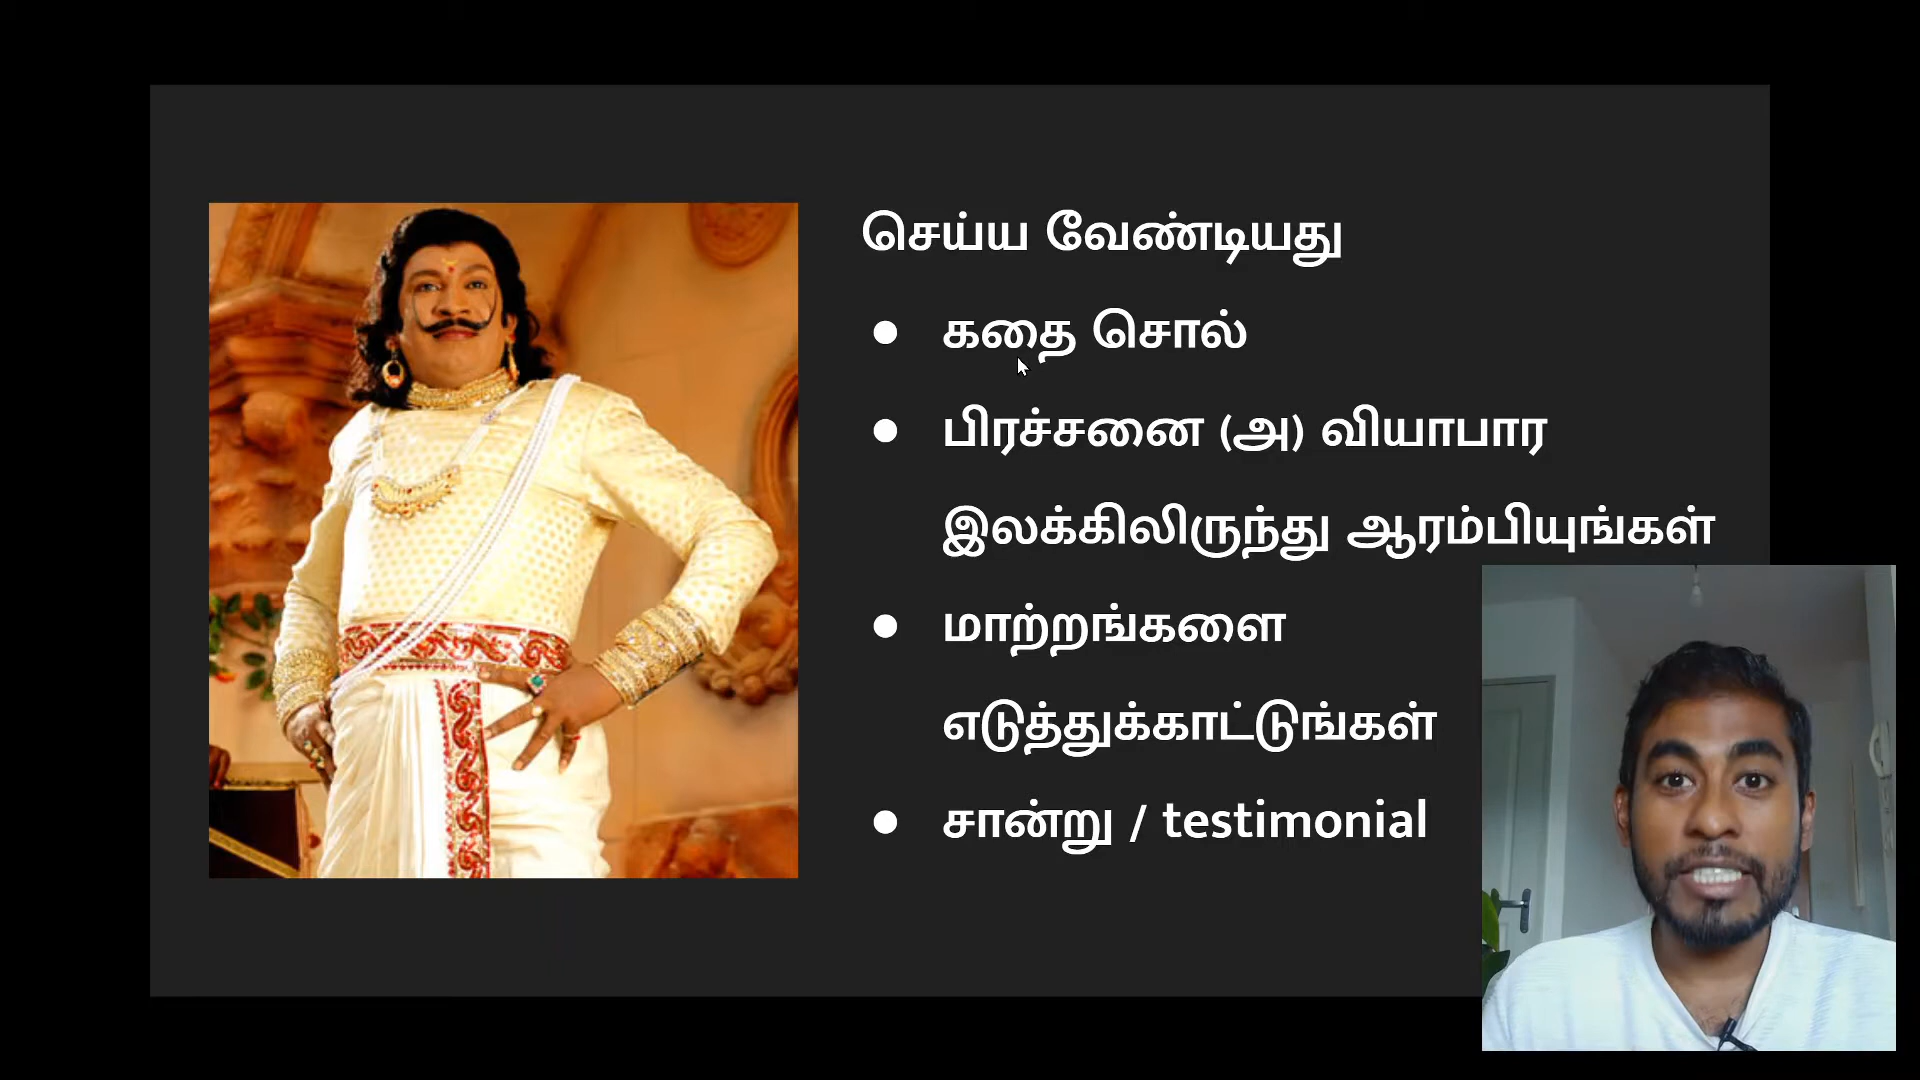 செய்ய வேண்டியது
● கதை சொல்
● பிரச்சனை (அ) வியாபார
இலக்கிலிருந்து ஆரம்பியுங்கள்
● மாற்றங்களை
எடுத்துக்காட்டுங்கள்
● சான்று / testimonial